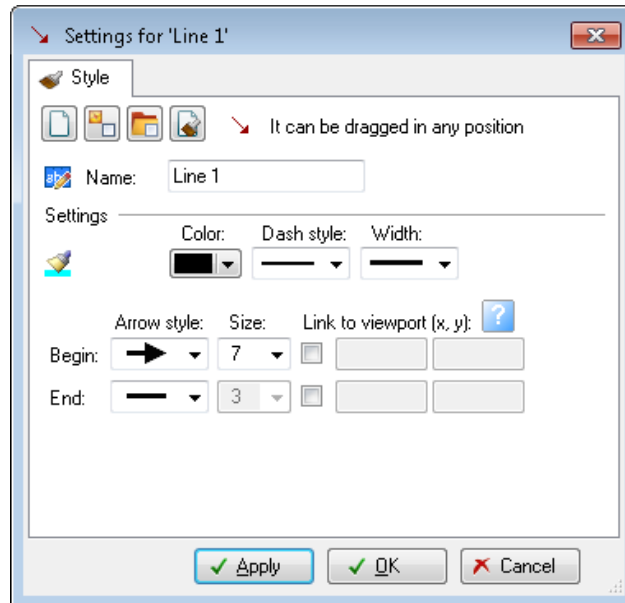 Settings for 'Line 1'
Style
It can be dragged in any position
Name: Line 1
Settings
Color: Dash style: Width:
Arrow style: Size: Link to viewport (x, y): ?
Begin: 7
End: 3
Apply OK Cancel